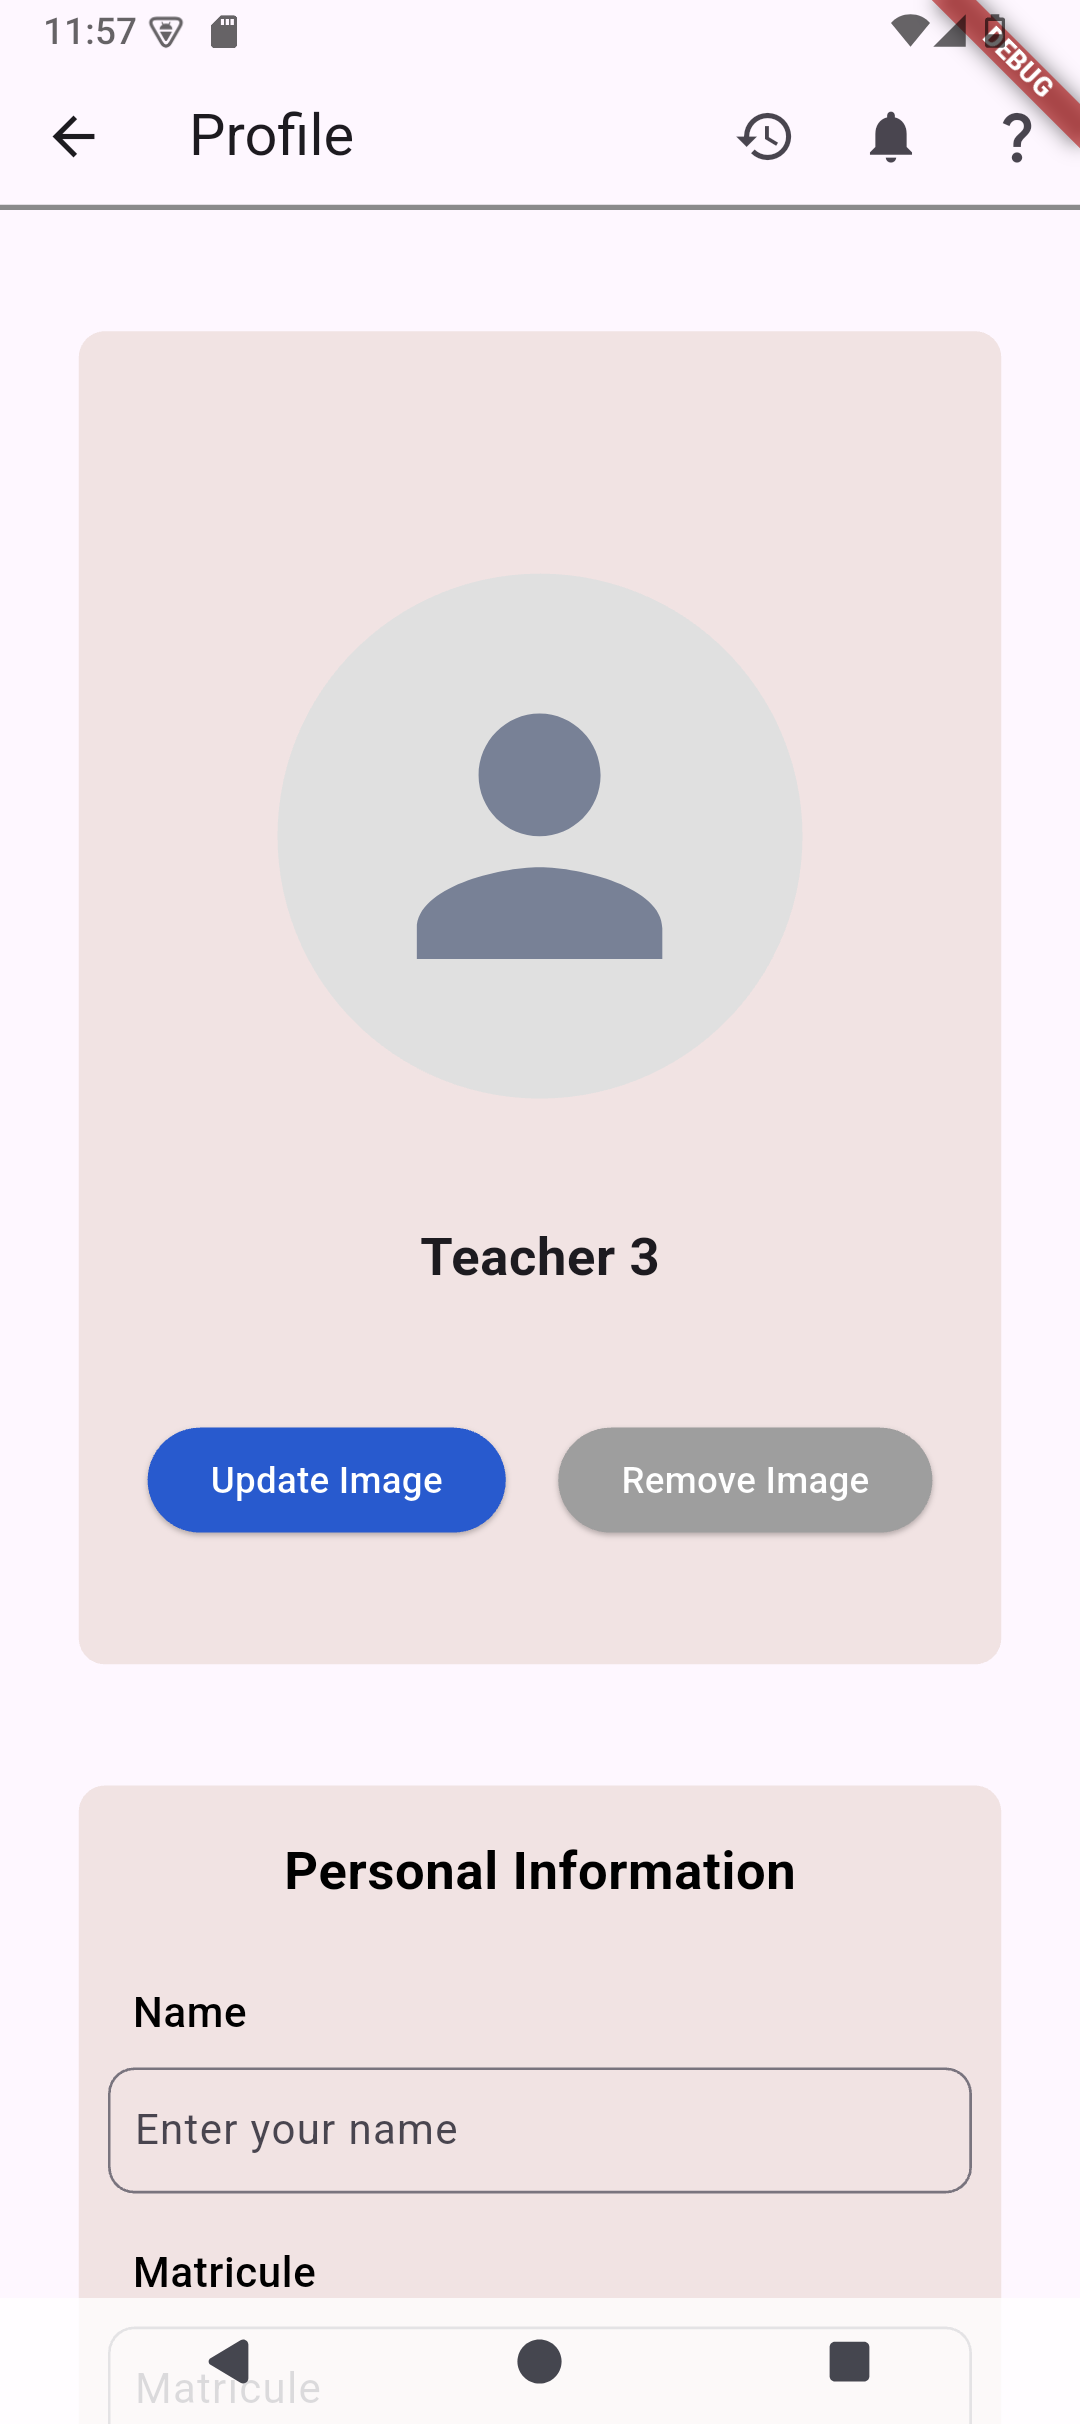 11:57
DEBUG
Profile
Teacher 3
Update Image
Remove Image
Personal Information
Name
Enter your name
Matricule
Matricule